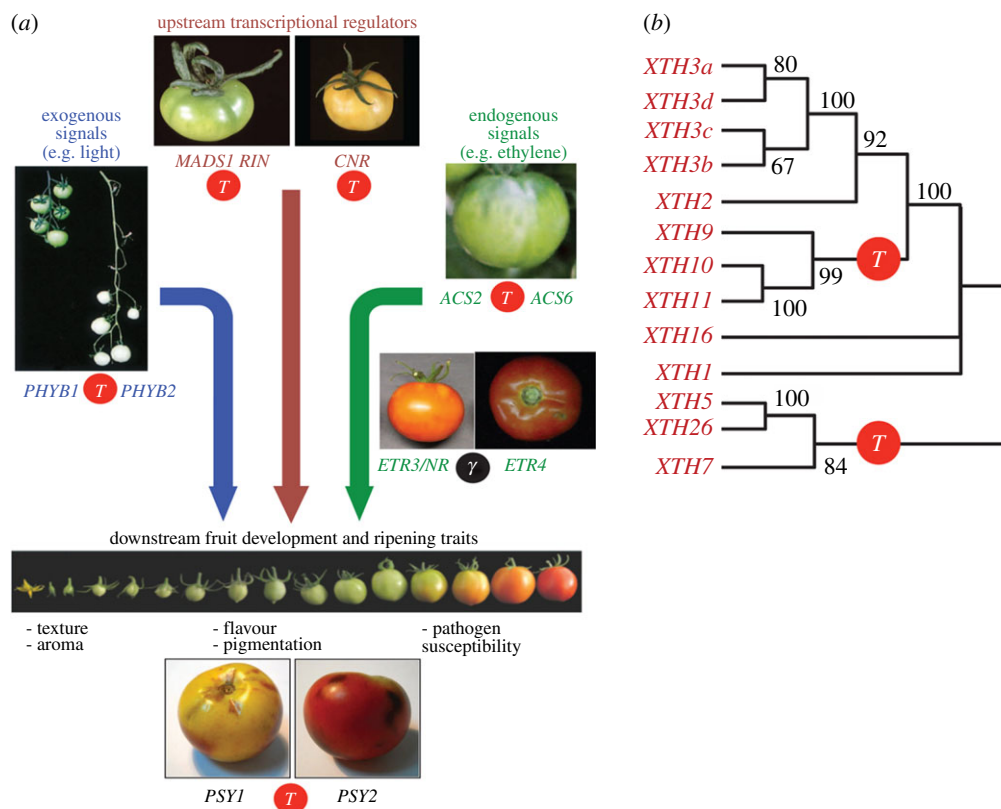 (a)
upstream transcriptional regulators
exogenous
signals
(e.g. light)
MADS1 RIN
CNR
T
T
endogenous
signals
(e.g. ethylene)
ACS2 T ACS6
PHYB1 T PHYB2
ETR3/NR γ ETR4
downstream fruit development and ripening traits
- texture
- aroma
- flavour
- pigmentation
- pathogen
susceptibility
PSY1 T PSY2
(b)
XTH3a
80
XTH3d
100
XTH3c
92
XTH3b
67
XTH2
100
XTH9
T
XTH10
99
XTH11
100
XTH16
XTH1
XTH5
100
XTH26
T
XTH7
84